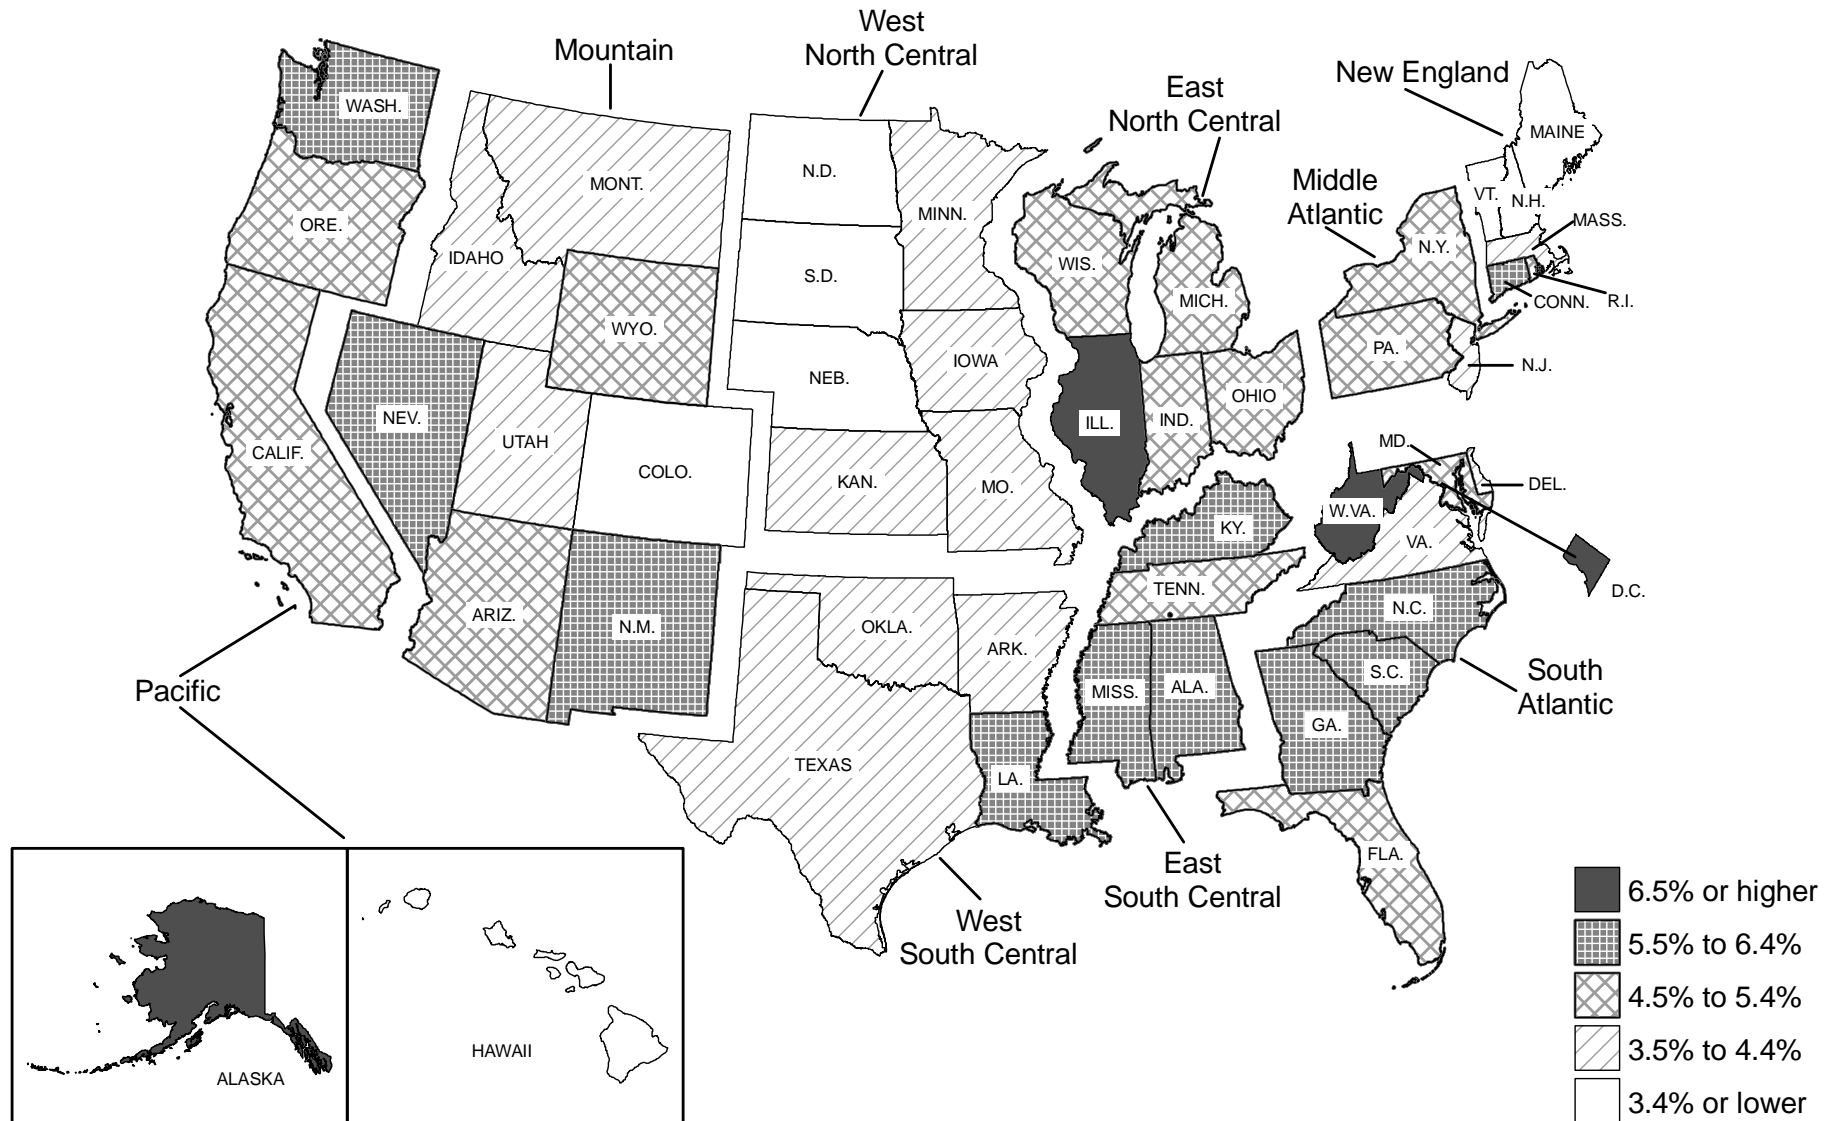 West
North Central
Mountain
New England
East
North Central
WASH.
MAINE
MONT.
N.D.
MINN.
Middle
Atlantic
VT.
N.H.
ORE.
MASS.
IDAHO
S.D.
WIS.
N.Y.
MICH.
CONN.
R.I.
WYO.
IOWA
PA.
N.J.
NEB.
OHIO
NEV.
ILL.
IND.
CALIF.
UTAH
COLO.
MD.
KAN.
MO.
DEL.
W.VA.
KY.
VA.
TENN.
D.C.
ARIZ.
N.M.
OKLA.
N.C.
ARK.
S.C.
South
Atlantic
Pacific
MISS.
ALA.
GA.
TEXAS
LA.
FLA.
East
South Central
West
South Central
HAWAII
ALASKA
6.5% or higher
5.5% to 6.4%
4.5% to 5.4%
3.5% to 4.4%
3.4% or lower